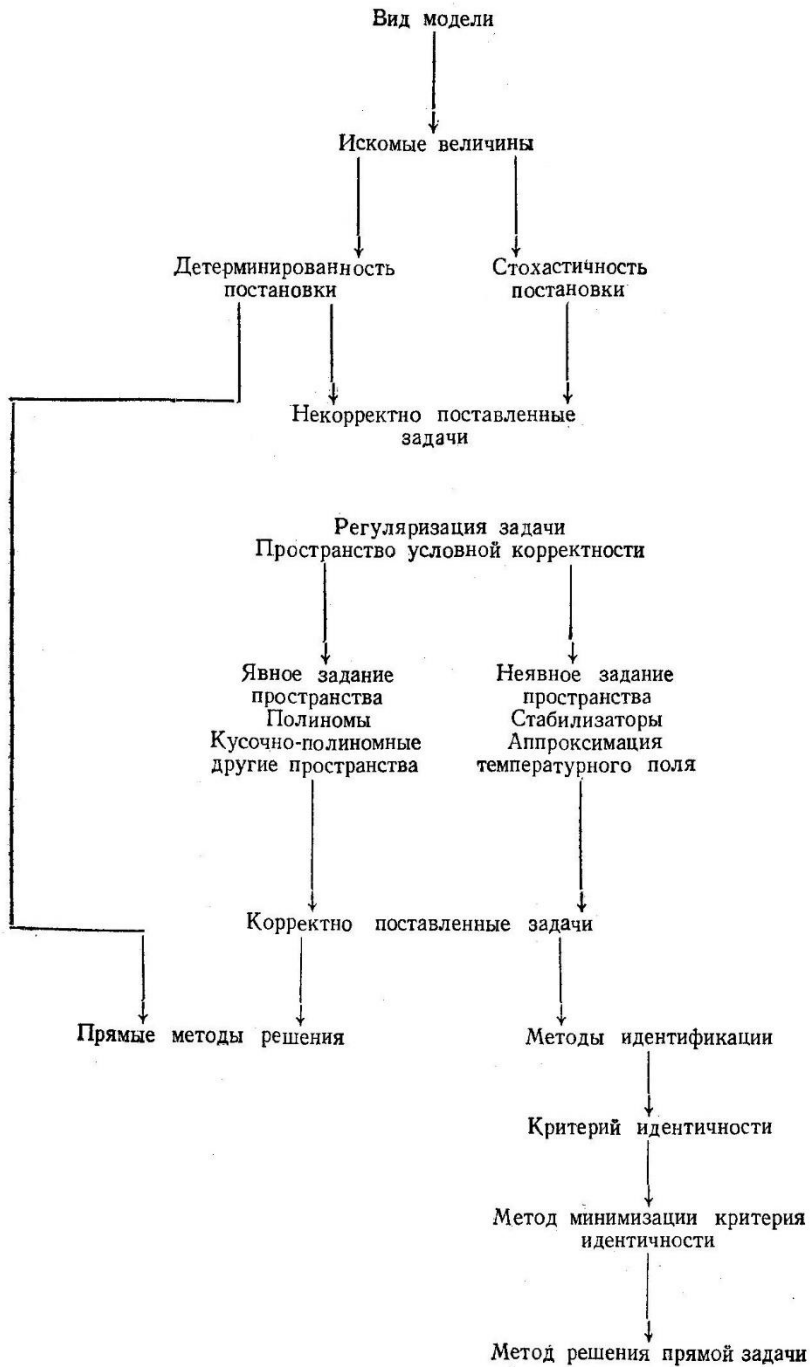 Вид модели
Искомые величины
Детерминированность
постановки
Стохастичность
постановки
Некорректно поставленные
задачи
Регуляризация задачи
Пространство условной корректности
Явное задание
пространства
Полиномы
Кусочно-полиномные
другие пространства
Неявное задание
пространства
Стабилизаторы
Аппроксимация
температурного поля
Корректно поставленные задачи
Прямые методы решения
Методы идентификации
Критерий идентичности
Метод минимизации критерия
идентичности
Метод решения прямой задачи